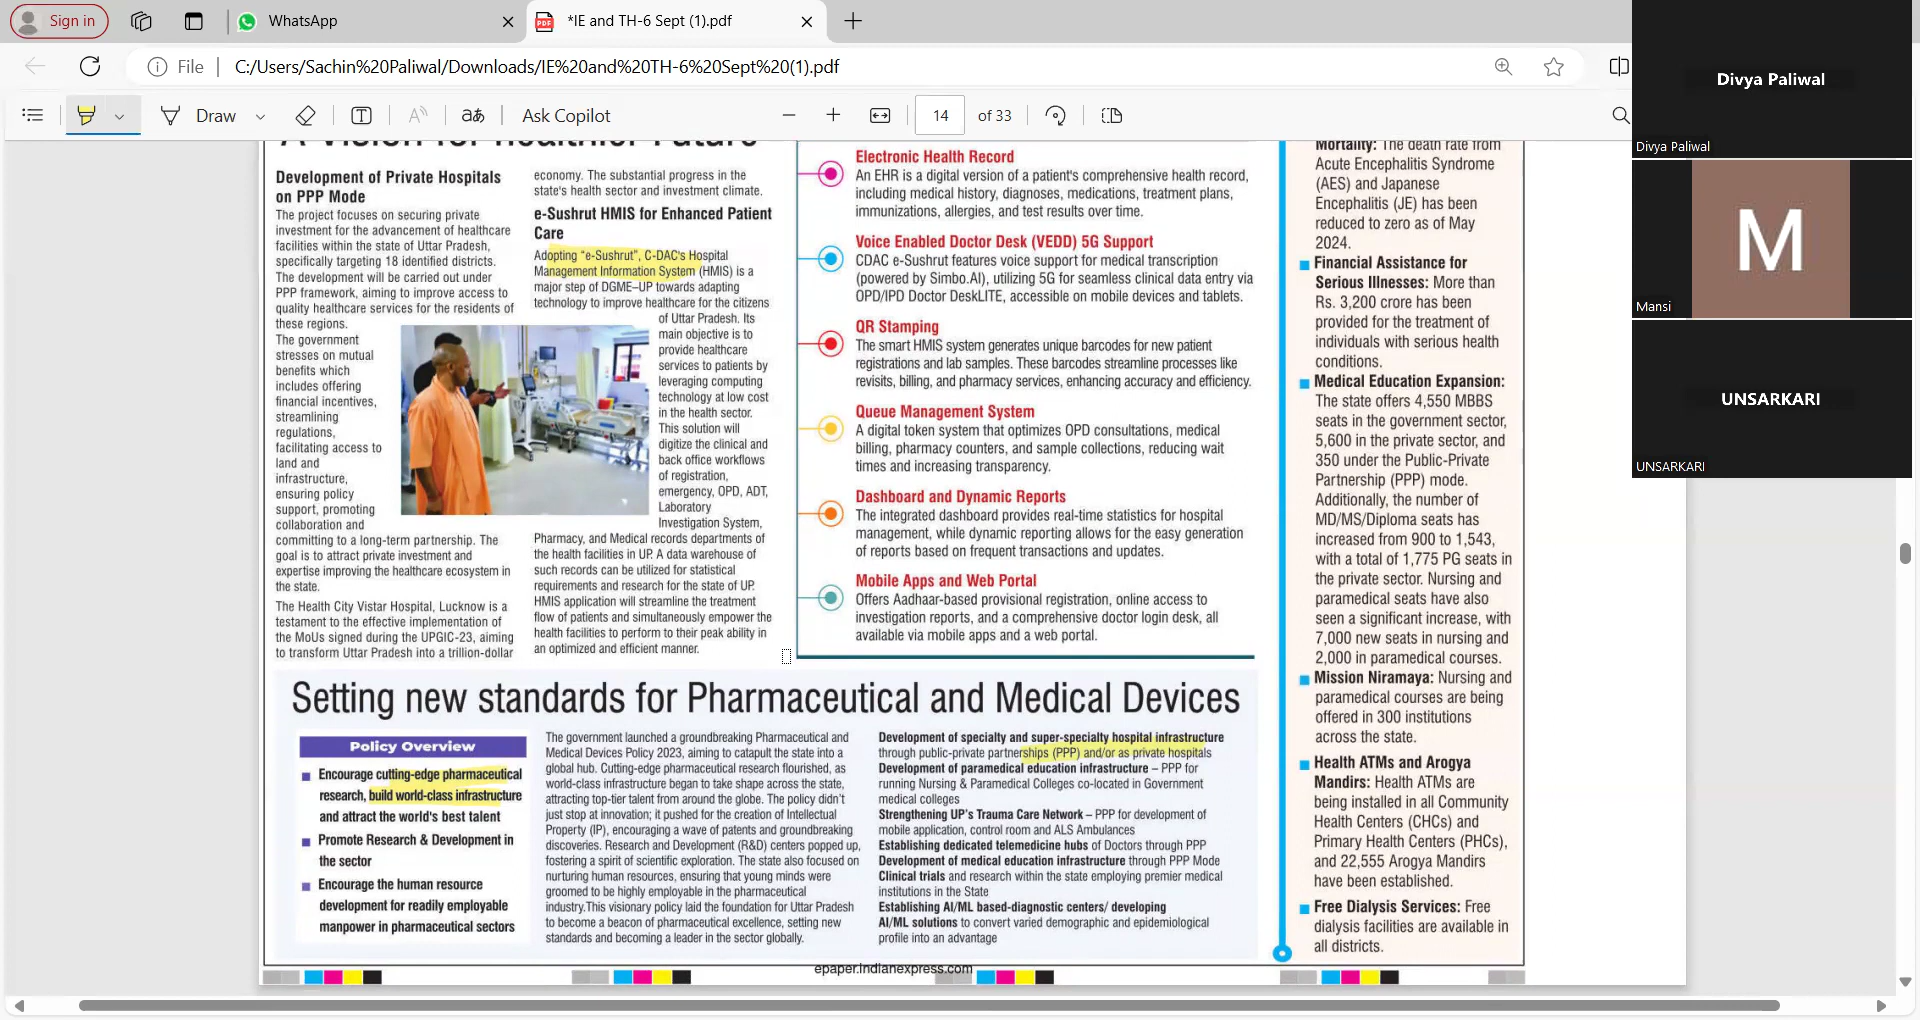 Sign in
WhatsApp
*IE and TH-6 Sept (1).pdf
File
C:/Users/Sachin%20Paliwal/Downloads/IE%20and%20TH-6%20Sept%20(1).pdf
Draw
aあ
Ask Copilot
14
of 33
Divya Paliwal
Divya Paliwal
M
Mansi
UNSARKARI
UNSARKARI
A Vision for Healthier Future
Development of Private Hospitals
on PPP Mode
The project focuses on securing private
investment for the advancement of healthcare
facilities within the state of Uttar Pradesh,
specifically targeting 18 identified districts.
The development will be carried out under
PPP framework, aiming to improve access to
quality healthcare services for the residents of
these regions.
The government
stresses on mutual
benefits which
includes offering
financial incentives,
streamlining
regulations,
facilitating access to
land and
infrastructure,
ensuring policy
support, promoting
collaboration and
committing to a long-term partnership. The
goal is to attract private investment and
expertise improving the healthcare ecosystem in
the state.
The Health City Vistar Hospital, Lucknow is a
testament to the effective implementation of
the MoUs signed during the UPGIC-23, aiming
to transform Uttar Pradesh into a trillion-dollar
economy. The substantial progress in the
state's health sector and investment climate.
e-Sushrut HMIS for Enhanced Patient
Care
Adopting "e-Sushrut", C-DAC's Hospital
Management Information System (HMIS) is a
major step of DGME–UP towards adapting
technology to improve healthcare for the citizens
of Uttar Pradesh. Its
main objective is to
provide healthcare
services to patients by
leveraging computing
technology at low cost
in the health sector.
This solution will
digitize the clinical and
back office workflows
of registration,
emergency, OPD, ADT,
Laboratory
Investigation System,
Pharmacy, and Medical records departments of
the health facilities in UP. A data warehouse of
such records can be utilized for statistical
requirements and research for the state of UP.
HMIS application will streamline the treatment
flow of patients and simultaneously empower the
health facilities to perform to their peak ability in
an optimized and efficient manner.
Electronic Health Record
An EHR is a digital version of a patient's comprehensive health record,
including medical history, diagnoses, medications, treatment plans,
immunizations, allergies, and test results over time.
Voice Enabled Doctor Desk (VEDD) 5G Support
CDAC e-Sushrut features voice support for medical transcription
(powered by Simbo.AI), utilizing 5G for seamless clinical data entry via
OPD/IPD Doctor DeskLITE, accessible on mobile devices and tablets.
QR Stamping
The smart HMIS system generates unique barcodes for new patient
registrations and lab samples. These barcodes streamline processes like
revisits, billing, and pharmacy services, enhancing accuracy and efficiency.
Queue Management System
A digital token system that optimizes OPD consultations, medical
billing, pharmacy counters, and sample collections, reducing wait
times and increasing transparency.
Dashboard and Dynamic Reports
The integrated dashboard provides real-time statistics for hospital
management, while dynamic reporting allows for the easy generation
of reports based on frequent transactions and updates.
Mobile Apps and Web Portal
Offers Aadhaar-based provisional registration, online access to
investigation reports, and a comprehensive doctor login desk, all
available via mobile apps and a web portal.
Mortality: The death rate from
Acute Encephalitis Syndrome
(AES) and Japanese
Encephalitis (JE) has been
reduced to zero as of May
2024.
Financial Assistance for
Serious Illnesses: More than
Rs. 3,200 crore has been
provided for the treatment of
individuals with serious health
conditions.
Medical Education Expansion:
The state offers 4,550 MBBS
seats in the government sector,
5,600 in the private sector, and
350 under the Public-Private
Partnership (PPP) mode.
Additionally, the number of
MD/MS/Diploma seats has
increased from 900 to 1,543,
with a total of 1,775 PG seats in
the private sector. Nursing and
paramedical seats have also
seen a significant increase, with
7,000 new seats in nursing and
2,000 in paramedical courses.
Mission Niramaya: Nursing and
paramedical courses are being
offered in 300 institutions
across the state.
Health ATMs and Arogya
Mandirs: Health ATMs are
being installed in all Community
Health Centers (CHCs) and
Primary Health Centers (PHCs),
and 22,555 Arogya Mandirs
have been established.
Free Dialysis Services: Free
dialysis facilities are available in
all districts.
Setting new standards for Pharmaceutical and Medical Devices
Policy Overview
Encourage cutting-edge pharmaceutical
research, build world-class infrastructure
and attract the world's best talent
Promote Research & Development in
the sector
Encourage the human resource
development for readily employable
manpower in pharmaceutical sectors
The government launched a groundbreaking Pharmaceutical and
Medical Devices Policy 2023, aiming to catapult the state into a
global hub. Cutting-edge pharmaceutical research flourished, as
world-class infrastructure began to take shape across the state,
attracting top-tier talent from around the globe. The policy didn't
just stop at innovation; it pushed for the creation of Intellectual
Property (IP), encouraging a wave of patents and groundbreaking
discoveries. Research and Development (R&D) centers popped up,
fostering a spirit of scientific exploration. The state also focused on
nurturing human resources, ensuring that young minds were
groomed to be highly employable in the pharmaceutical
industry.This visionary policy laid the foundation for Uttar Pradesh
to become a beacon of pharmaceutical excellence, setting new
standards and becoming a leader in the sector globally.
Development of specialty and super-specialty hospital infrastructure
through public-private partnerships (PPP) and/or as private hospitals
Development of paramedical education infrastructure – PPP for
running Nursing & Paramedical Colleges co-located in Government
medical colleges
Strengthening UP's Trauma Care Network – PPP for development of
mobile application, control room and ALS Ambulances
Establishing dedicated telemedicine hubs of Doctors through PPP
Development of medical education infrastructure through PPP Mode
Clinical trials and research within the state employing premier medical
institutions in the State
Establishing AI/ML based-diagnostic centers/ developing
AI/ML solutions to convert varied demographic and epidemiological
profile into an advantage
epaper.indianexpress.com